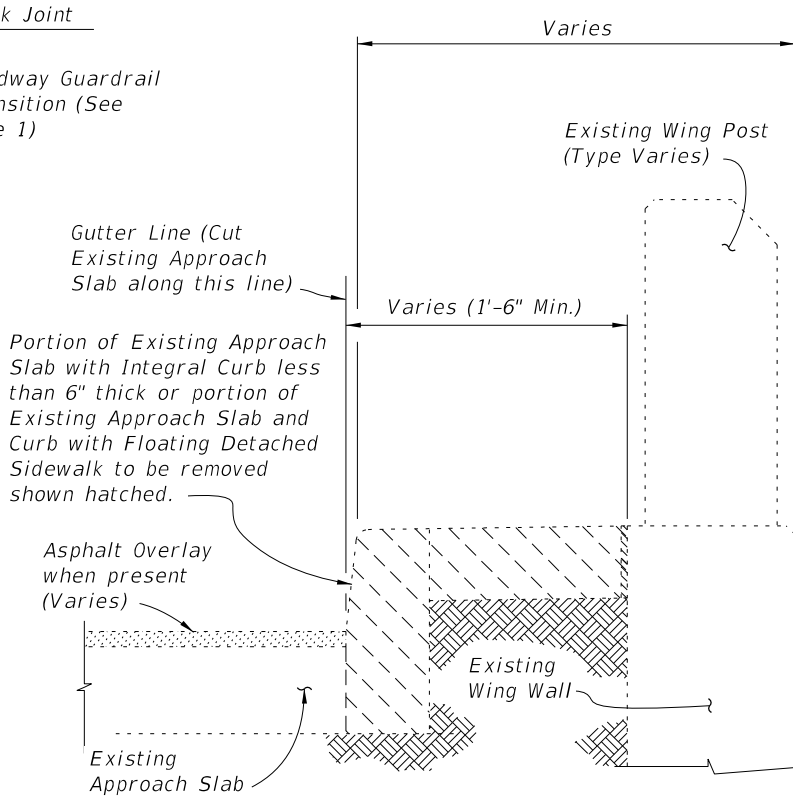 k Joint
Varies
dway Guardrail
nsition (See
e 1)
Existing Wing Post
(Type Varies)
Gutter Line (Cut
Existing Approach
Slab along this line)
Varies (1'-6" Min.)
Portion of Existing Approach
Slab with Integral Curb less
than 6" thick or portion of
Existing Approach Slab and
Curb with Floating Detached
Sidewalk to be removed
shown hatched.
Asphalt Overlay
when present
(Varies)
Existing
Wing Wall
Existing
Approach Slab